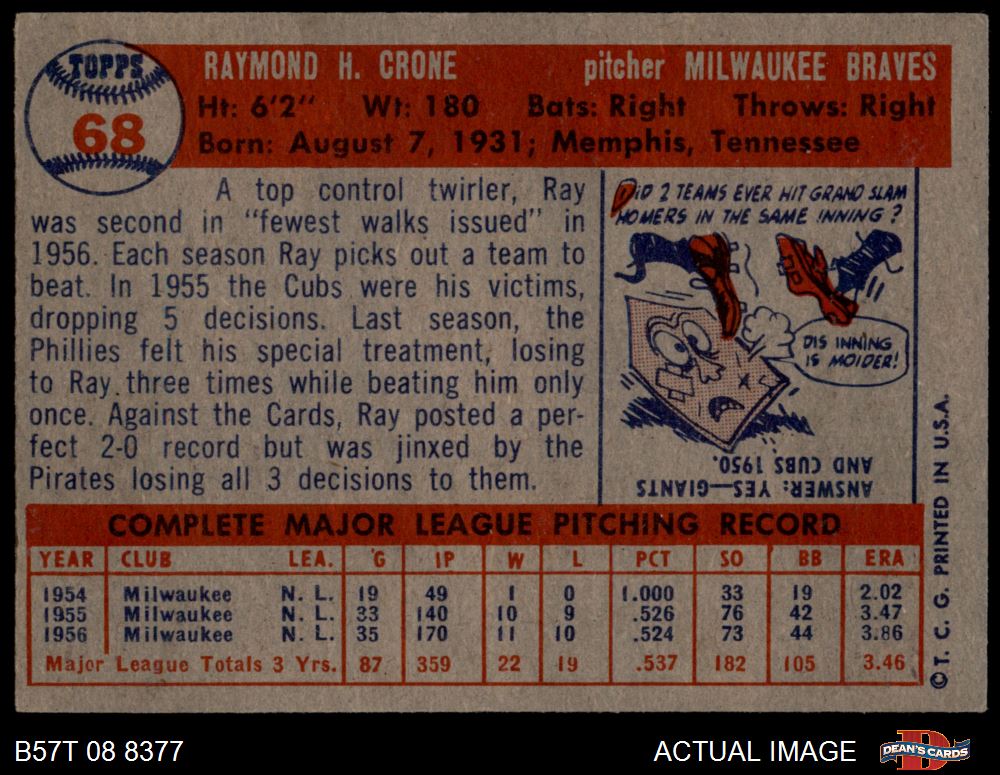 TOPPS
68
RAYMOND H. CRONE pitcher MILWAUKEE BRAVES
Ht: 6'2" Wt: 180 Bats: Right Throws: Right
Born: August 7, 1931; Memphis, Tennessee
A top control twirler, Ray
was second in "fewest walks issued" in
1956. Each season Ray picks out a team to
beat. In 1955 the Cubs were his victims,
dropping 5 decisions. Last season, the
Phillies felt his special treatment, losing
to Ray three times while beating him only
once. Against the Cards, Ray posted a per-
fect 2-0 record but was jinxed by the
Pirates losing all 3 decisions to them.
DID 2 TEAMS EVER HIT GRAND SLAM
HOMERS IN THE SAME INNING?
DIS INNING
IS MOIDER!
ANSWER: YES—GIANTS
AND CUBS 1950.
COMPLETE MAJOR LEAGUE PITCHING RECORD
YEAR CLUB LEA. G IP W L PCT SO BB ERA
1954 Milwaukee N. L. 19 49 1 0 1.000 33 19 2.02
1955 Milwaukee N. L. 33 140 10 9 .526 76 42 3.47
1956 Milwaukee N. L. 35 170 11 10 .524 73 44 3.86
Major League Totals 3 Yrs. 87 359 22 19 .537 182 105 3.46
© T. C. G. PRINTED IN U.S.A.
B57T 08 8377 ACTUAL IMAGE DEAN'S CARDS